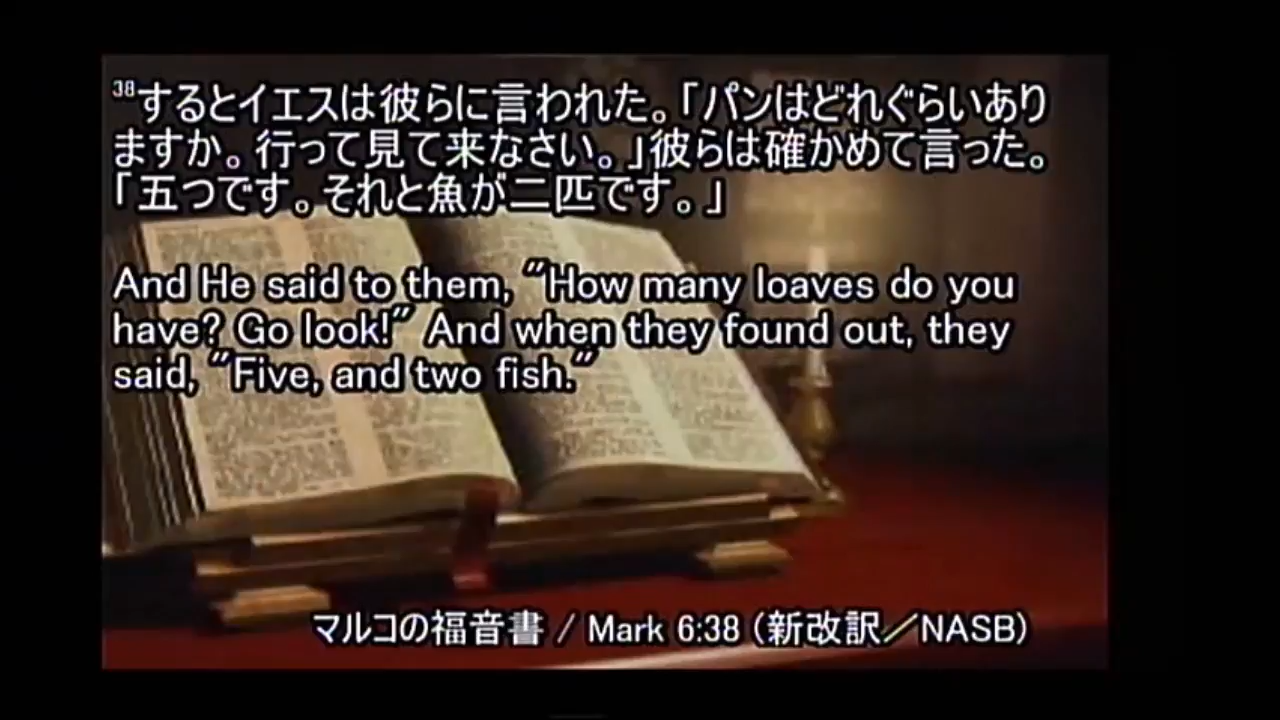 38するとイエスは彼らに言われた。「パンはどれぐらいあり
ますか。行って見て来なさい。」彼らは確かめて言った。
「五つです。それと魚が二匹です。」
And He said to them, "How many loaves do you
have? Go look!" And when they found out, they
said, "Five, and two fish."
マルコの福音書 / Mark 6:38 (新改訳／NASB)